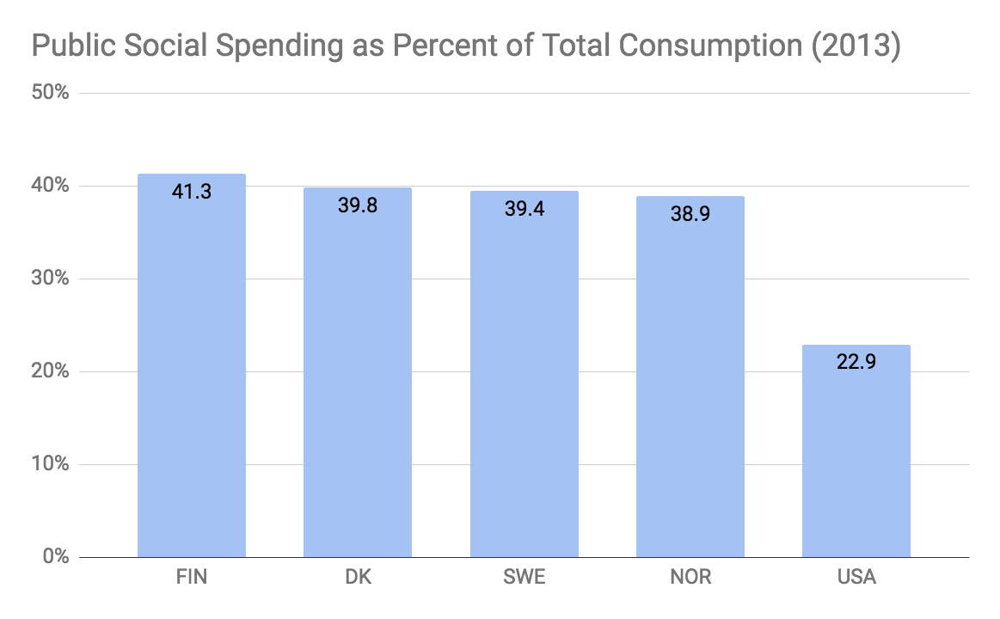 Public Social Spending as Percent of Total Consumption (2013)
50%
40%
30%
20%
10%
0%
41.3
39.8
39.4
38.9
22.9
FIN
DK
SWE
NOR
USA